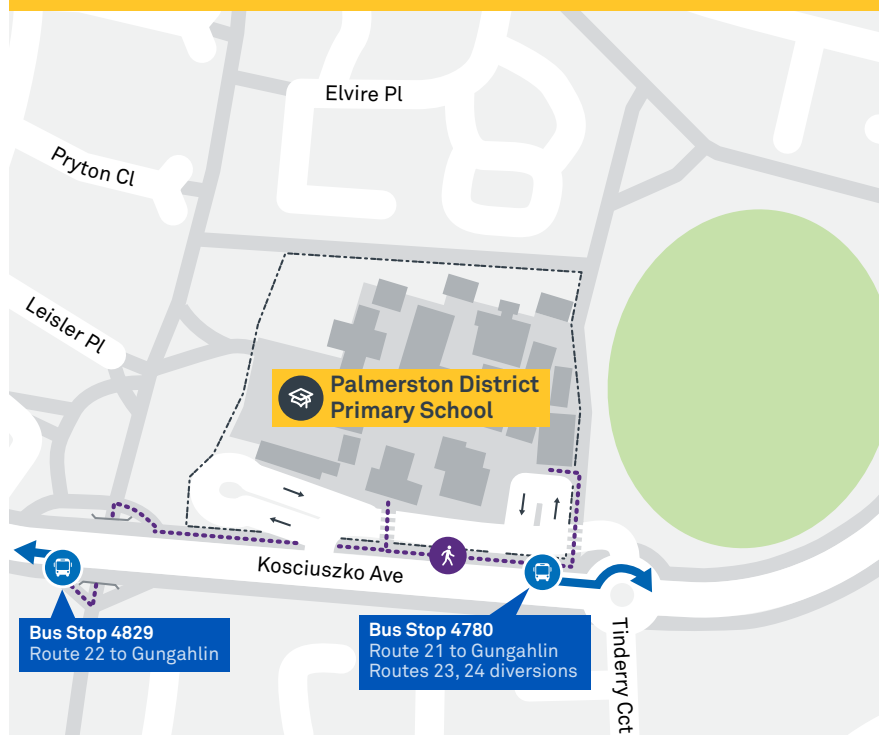 Elvire Pl
Pryton Cl
Leisler Pl
Palmerston District
Primary School
Kosciuszko Ave
Bus Stop 4829
Route 22 to Gungahlin
Bus Stop 4780
Route 21 to Gungahlin
Routes 23, 24 diversions
Tinderry Cct